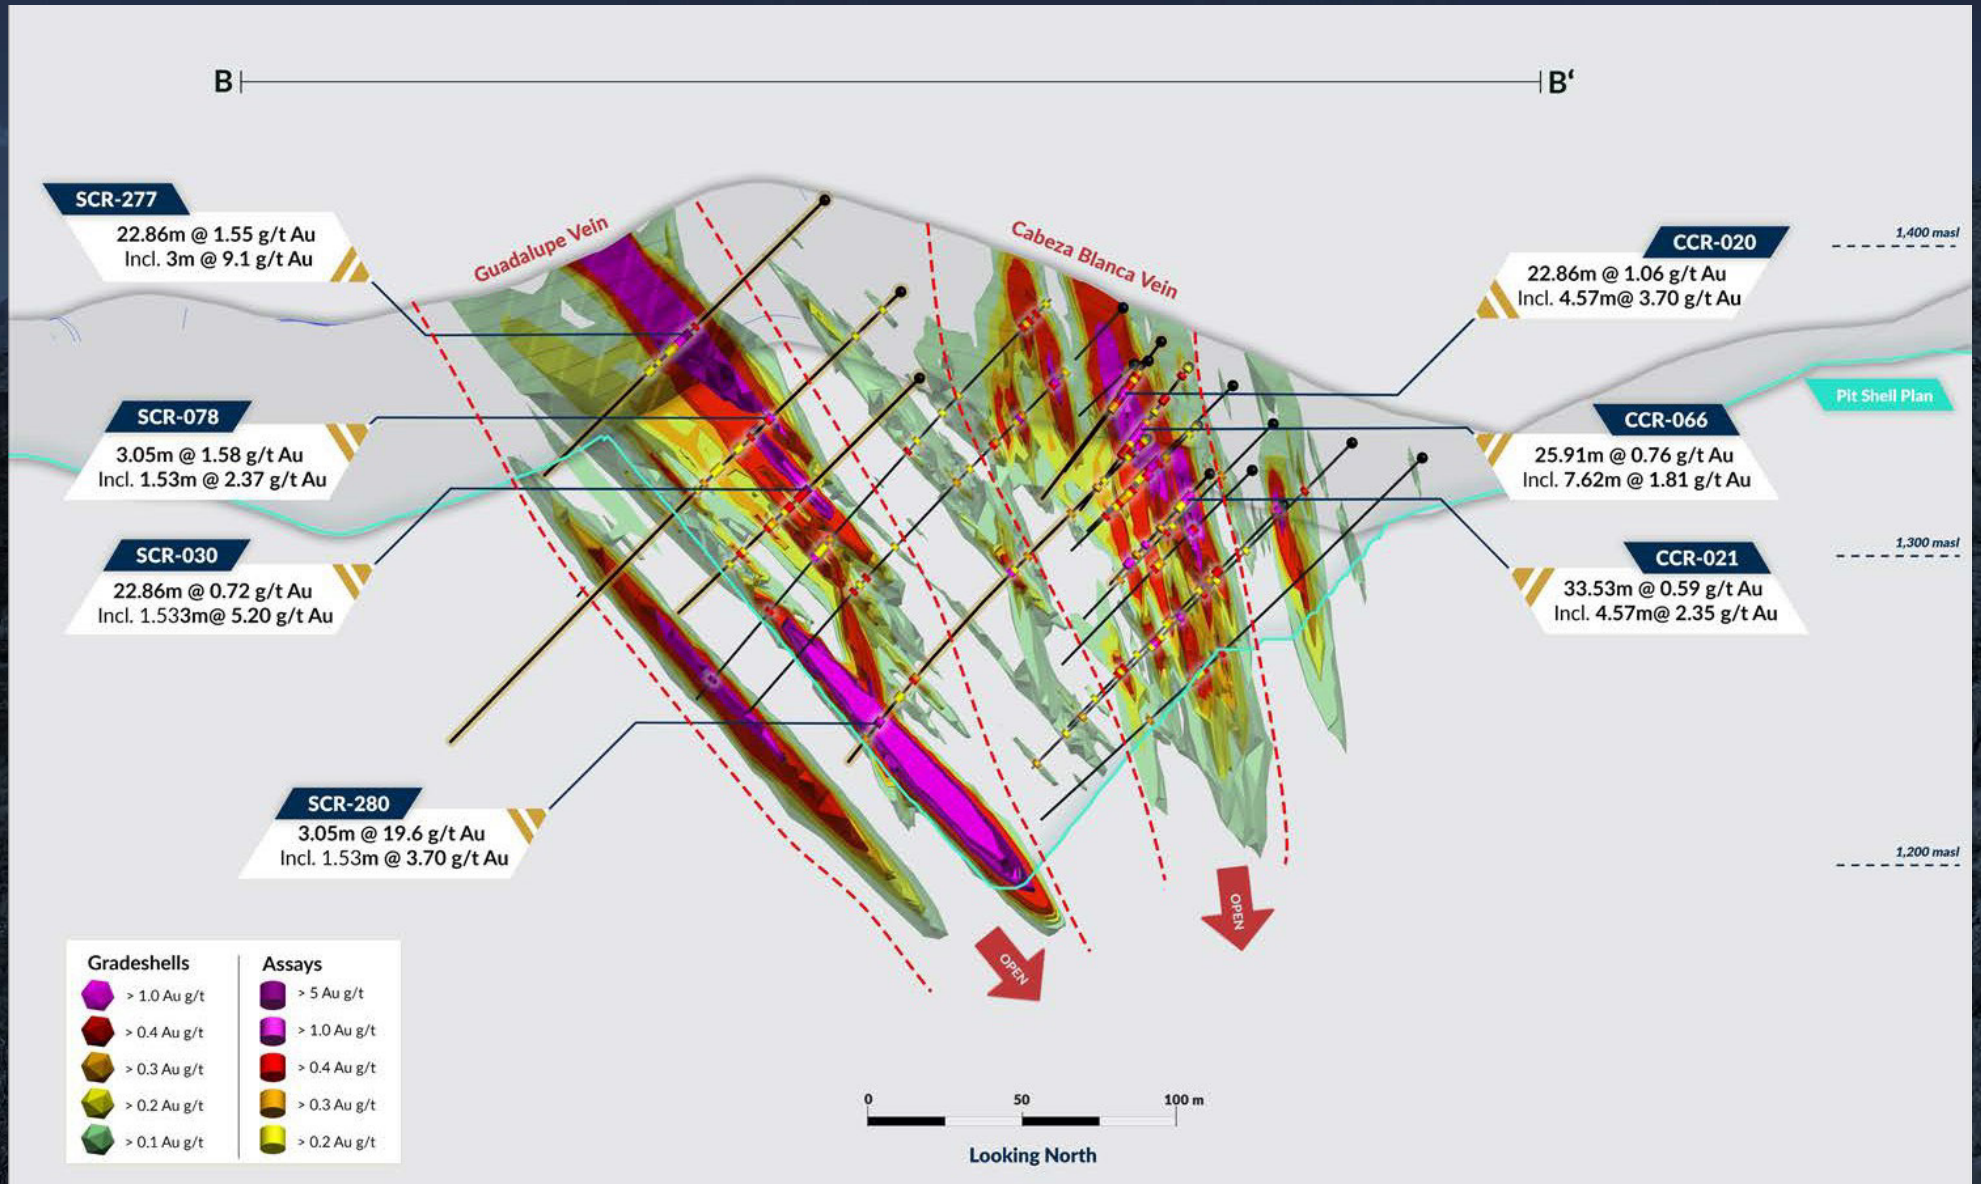 B
B‘
Guadalupe Vein
Cabeza Blanca Vein
SCR-277
22.86m @ 1.55 g/t Au
Incl. 3m @ 9.1 g/t Au
SCR-078
3.05m @ 1.58 g/t Au
Incl. 1.53m @ 2.37 g/t Au
SCR-030
22.86m @ 0.72 g/t Au
Incl. 1.533m@ 5.20 g/t Au
SCR-280
3.05m @ 19.6 g/t Au
Incl. 1.53m @ 3.70 g/t Au
CCR-020
22.86m @ 1.06 g/t Au
Incl. 4.57m@ 3.70 g/t Au
CCR-066
25.91m @ 0.76 g/t Au
Incl. 7.62m @ 1.81 g/t Au
CCR-021
33.53m @ 0.59 g/t Au
Incl. 4.57m@ 2.35 g/t Au
1,400 masl
Pit Shell Plan
1,300 masl
1,200 masl
OPEN
OPEN
Gradeshells
> 1.0 Au g/t
> 0.4 Au g/t
> 0.3 Au g/t
> 0.2 Au g/t
> 0.1 Au g/t
Assays
> 5 Au g/t
> 1.0 Au g/t
> 0.4 Au g/t
> 0.3 Au g/t
> 0.2 Au g/t
0 50 100 m
Looking North